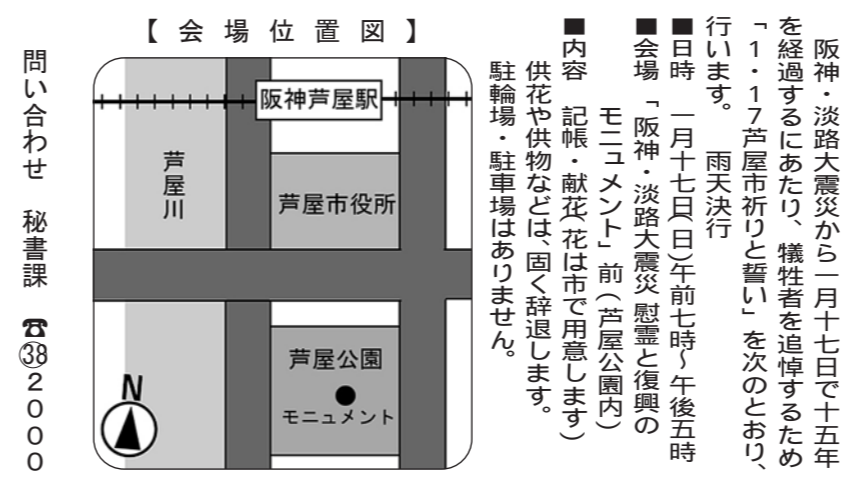 阪神・淡路大震災から一月十七日で十五年
を経過するにあたり、犠牲者を追悼するため
「1・17芦屋市祈りと誓い」を次のとおり、
行います。 雨天決行
■日時 一月十七日(日)午前七時〜午後五時
■会場 「阪神・淡路大震災 慰霊と復興の
モニュメント」前(芦屋公園内)
■内容 記帳・献花(花は市で用意します)
供花や供物などは、固く辞退します。
駐輪場・駐車場はありません。
【会場位置図】
阪神芦屋駅
芦屋川
芦屋市役所
芦屋公園
モニュメント
N
問い合わせ 秘書課 ☎㊳2000